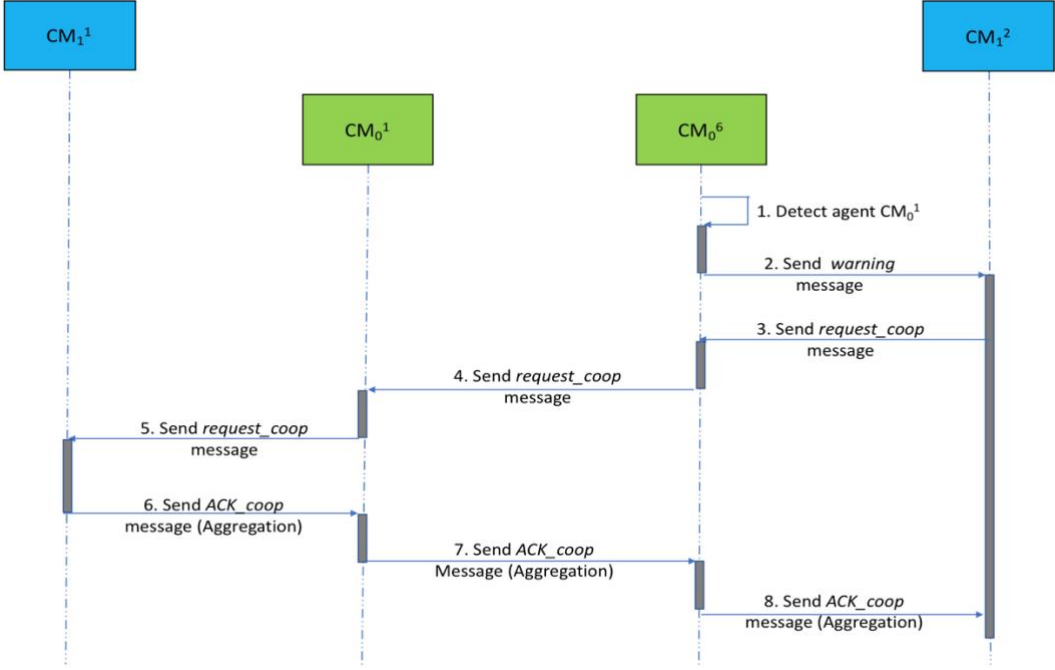 CM₁¹
CM₁²
CM₀¹
CM₀⁶
1. Detect agent CM₀¹
2. Send warning
message
3. Send request_coop
message
4. Send request_coop
message
5. Send request_coop
message
6. Send ACK_coop
message (Aggregation)
7. Send ACK_coop
Message (Aggregation)
8. Send ACK_coop
message (Aggregation)